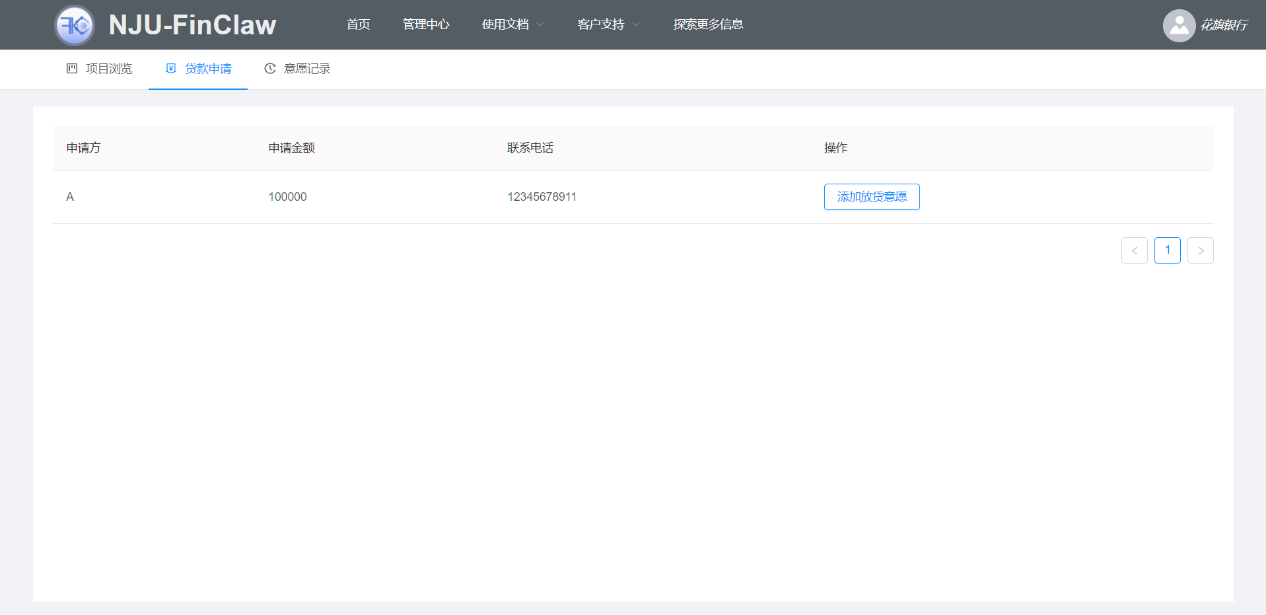 NJU-FinClaw 首页 管理中心 使用文档 客户支持 探索更多信息 花旗银行
项目浏览 贷款申请 意愿记录
申请方 申请金额 联系电话 操作
A 100000 12345678911 添加放贷意愿
< 1 >